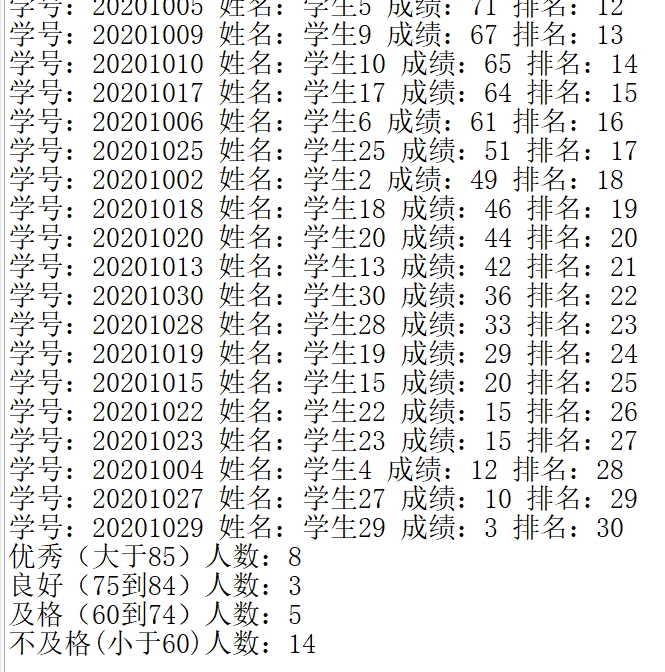 学号：20201005 姓名：学生5 成绩：71 排名：12
学号：20201009 姓名：学生9 成绩：67 排名：13
学号：20201010 姓名：学生10 成绩：65 排名：14
学号：20201017 姓名：学生17 成绩：64 排名：15
学号：20201006 姓名：学生6 成绩：61 排名：16
学号：20201025 姓名：学生25 成绩：51 排名：17
学号：20201002 姓名：学生2 成绩：49 排名：18
学号：20201018 姓名：学生18 成绩：46 排名：19
学号：20201020 姓名：学生20 成绩：44 排名：20
学号：20201013 姓名：学生13 成绩：42 排名：21
学号：20201030 姓名：学生30 成绩：36 排名：22
学号：20201028 姓名：学生28 成绩：33 排名：23
学号：20201019 姓名：学生19 成绩：29 排名：24
学号：20201015 姓名：学生15 成绩：20 排名：25
学号：20201022 姓名：学生22 成绩：15 排名：26
学号：20201023 姓名：学生23 成绩：15 排名：27
学号：20201004 姓名：学生4 成绩：12 排名：28
学号：20201027 姓名：学生27 成绩：10 排名：29
学号：20201029 姓名：学生29 成绩：3 排名：30
优秀（大于85）人数：8
良好（75到84）人数：3
及格（60到74）人数：5
不及格(小于60)人数：14